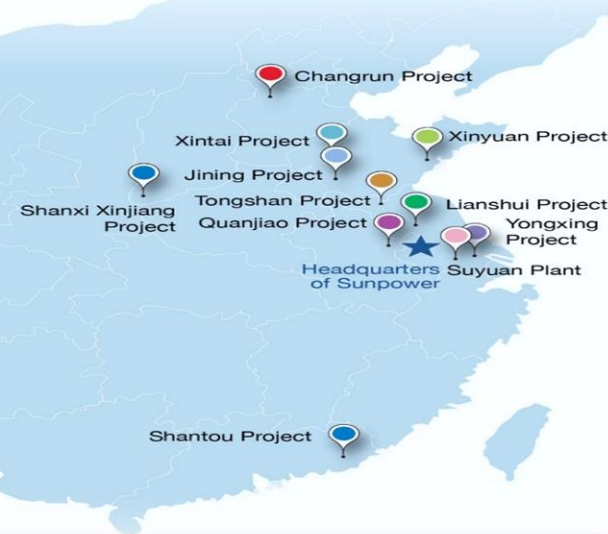 Changrun Project
Xintai Project
Xinyuan Project
Jining Project
Tongshan Project
Shanxi Xinjiang
Project
Lianshui Project
Quanjiao Project
Yongxing
Project
Headquarters
of Sunpower
Suyuan Plant
Shantou Project